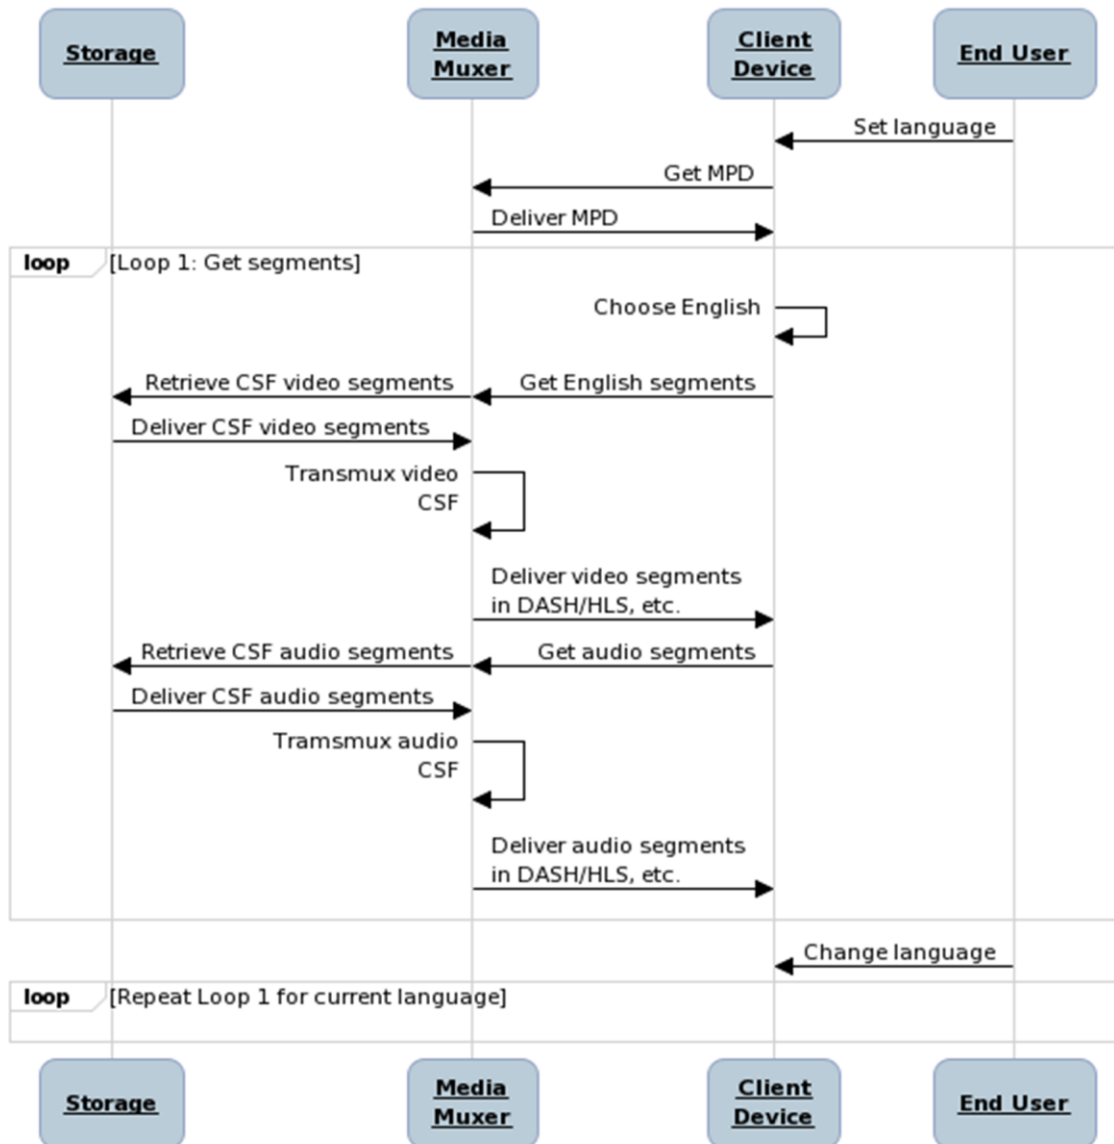 Storage
Media
Muxer
Client
Device
End User
Set language
Get MPD
Deliver MPD
loop [Loop 1: Get segments]
Choose English
Retrieve CSF video segments Get English segments
Deliver CSF video segments
Transmux video
CSF
Deliver video segments
in DASH/HLS, etc.
Retrieve CSF audio segments Get audio segments
Deliver CSF audio segments
Tramsmux audio
CSF
Deliver audio segments
in DASH/HLS, etc.
Change language
loop [Repeat Loop 1 for current language]
Storage
Media
Muxer
Client
Device
End User